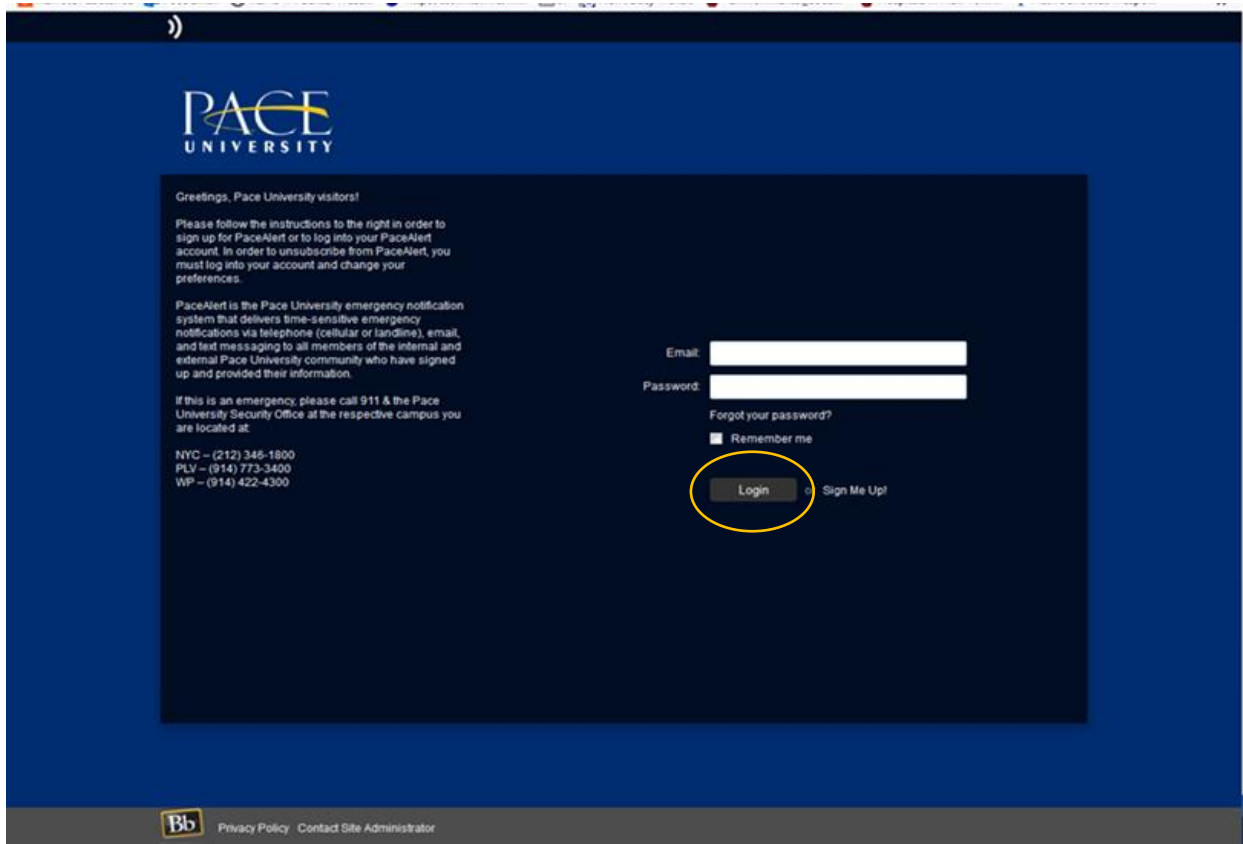 PACE
UNIVERSITY
Greetings, Pace University visitors!
Please follow the instructions to the right in order to
sign up for PaceAlert or to log into your PaceAlert
account. In order to unsubscribe from PaceAlert, you
must log into your account and change your
preferences.
PaceAlert is the Pace University emergency notification
system that delivers time-sensitive emergency
notifications via telephone (cellular or landline), email,
and text messaging to all members of the internal and
external Pace University community who have signed
up and provided their information.
If this is an emergency, please call 911 & the Pace
University Security Office at the respective campus you
are located at:
NYC – (212) 346-1800
PLV – (914) 773-3400
WP – (914) 422-4300
Email:
Password:
Forgot your password?
Remember me
Login or Sign Me Up!
Bb Privacy Policy Contact Site Administrator